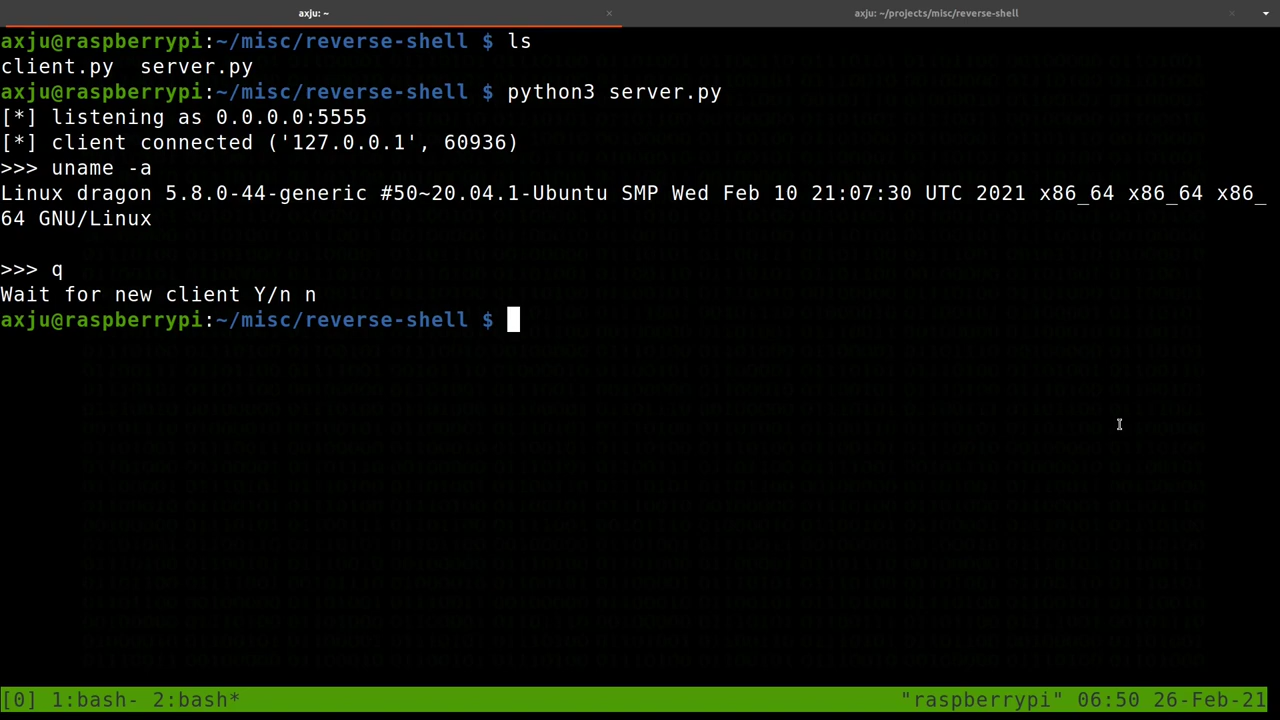 axju: ~
axju: ~/projects/misc/reverse-shell
axju@raspberrypi:~/misc/reverse-shell $ ls
client.py  server.py
axju@raspberrypi:~/misc/reverse-shell $ python3 server.py
[*] listening as 0.0.0.0:5555
[*] client connected ('127.0.0.1', 60936)
>>> uname -a
Linux dragon 5.8.0-44-generic #50~20.04.1-Ubuntu SMP Wed Feb 10 21:07:30 UTC 2021 x86_64 x86_64 x86_
64 GNU/Linux
>>> q
Wait for new client Y/n n
axju@raspberrypi:~/misc/reverse-shell $
[0] 1:bash- 2:bash* "raspberrypi" 06:50 26-Feb-21